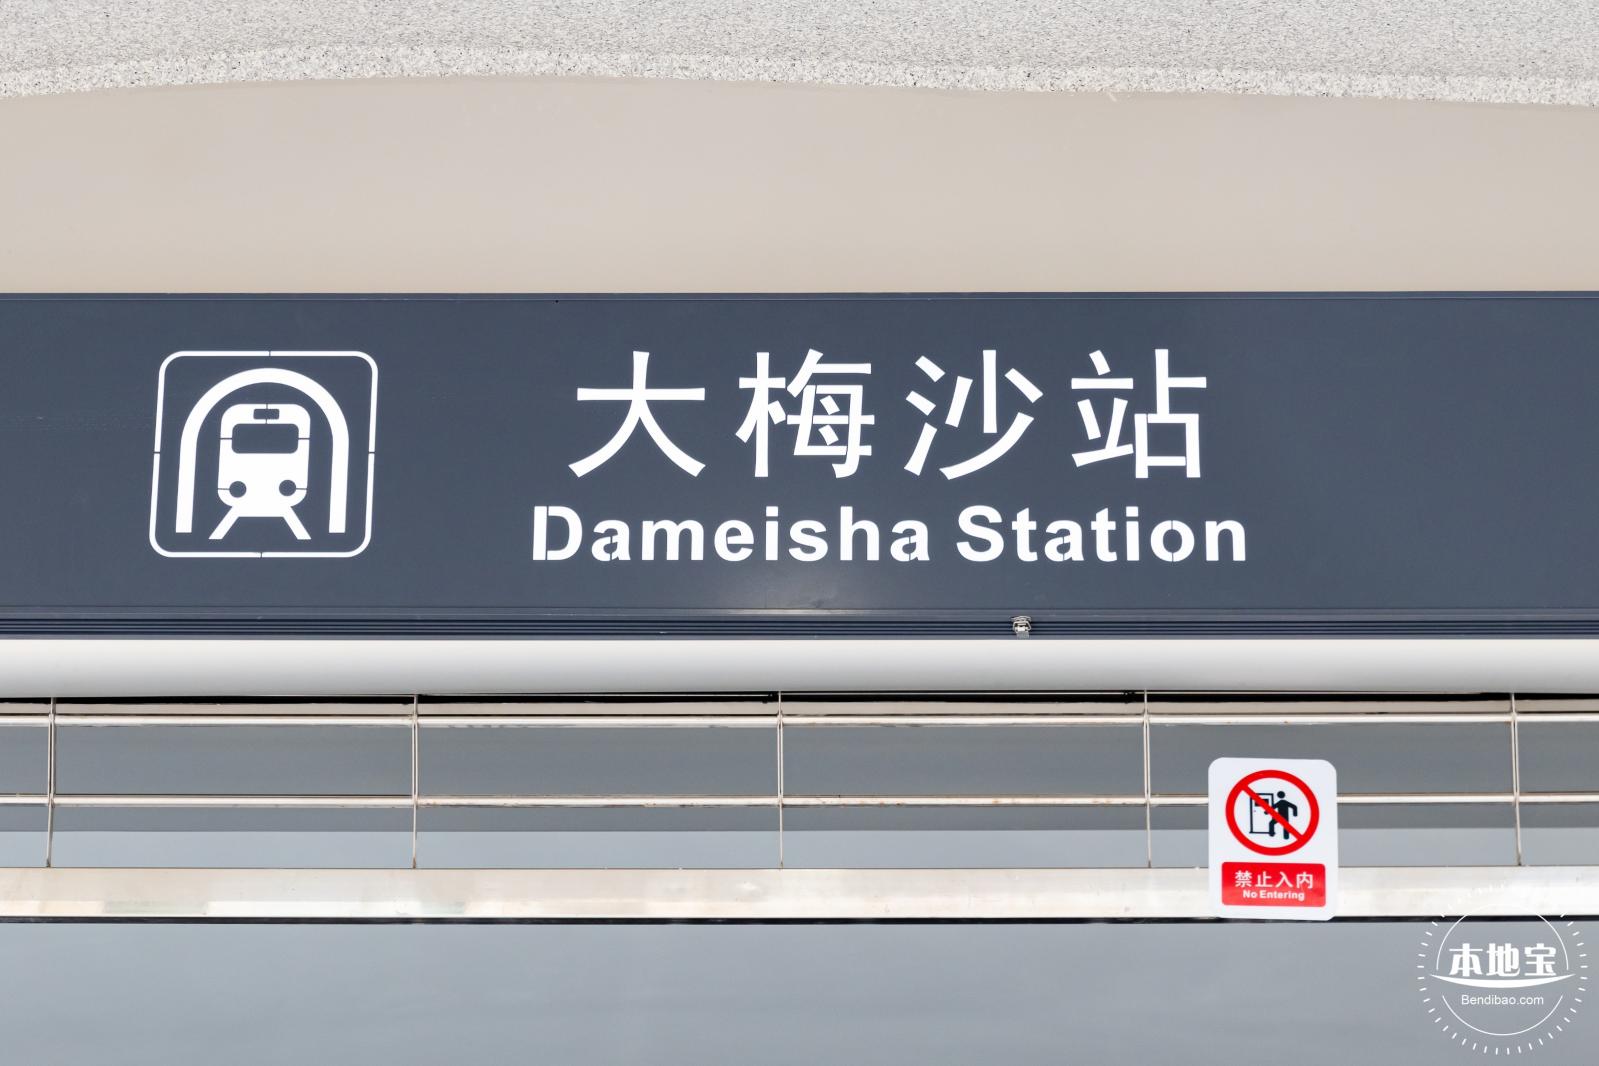 大梅沙站
Dameisha Station
禁止入内
No Entering
本地宝
Bendibao.com